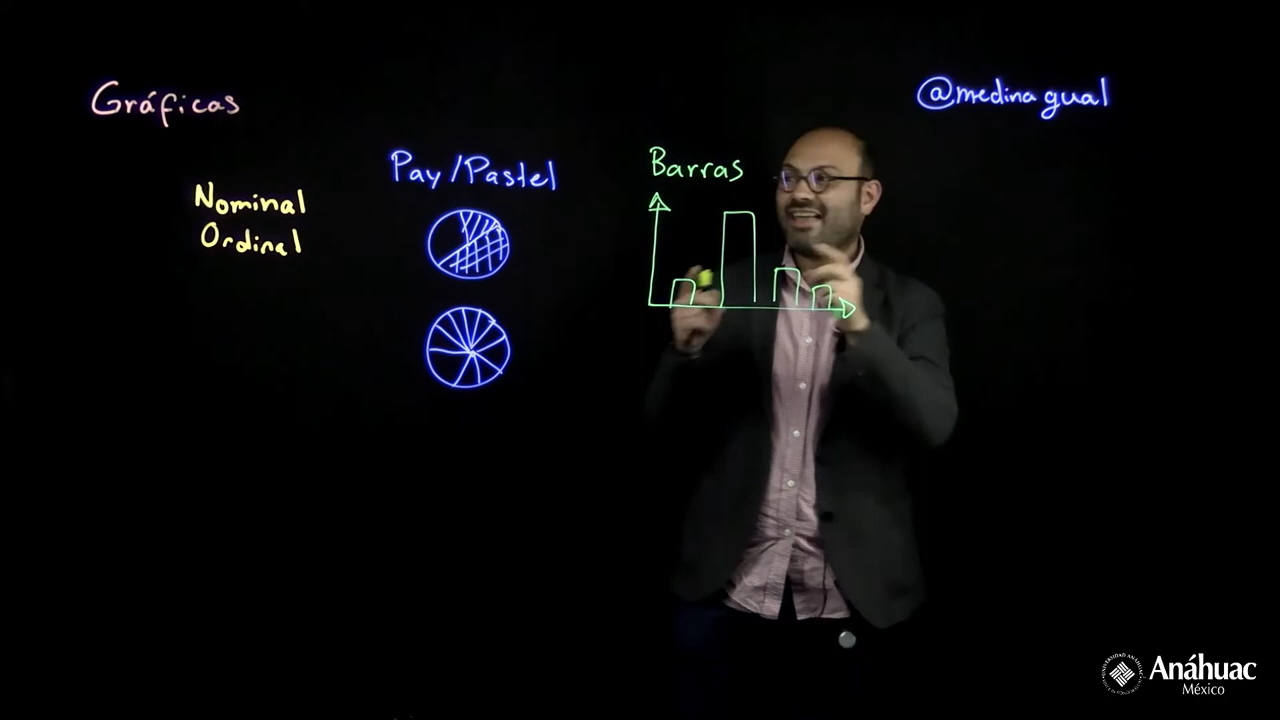 Gráficas
@medinagual
Pay/Pastel
Barras
Nominal
Ordinal
Anáhuac
México